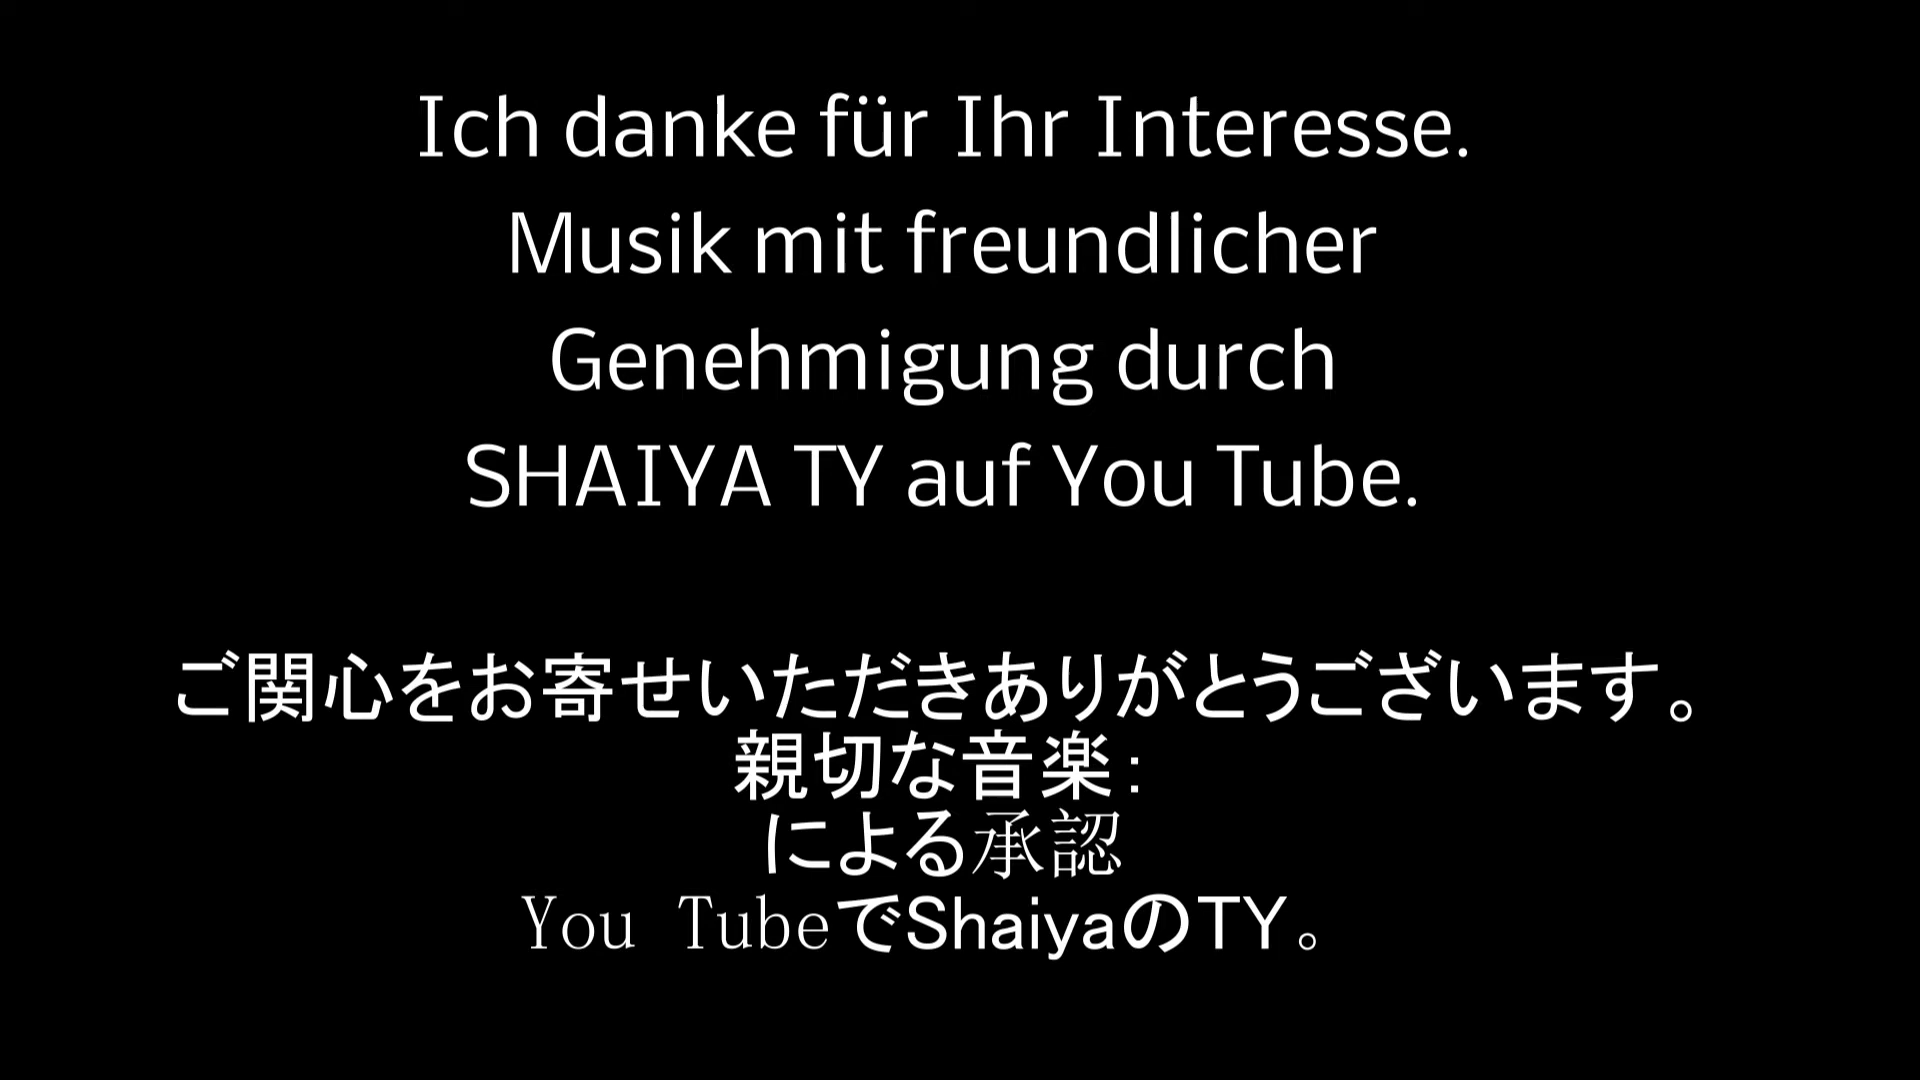 Ich danke für Ihr Interesse.
Musik mit freundlicher
Genehmigung durch
SHAIYA TY auf You Tube.
ご関心をお寄せいただきありがとうございます。
親切な音楽：
による承認
You TubeでShaiyaのTY。